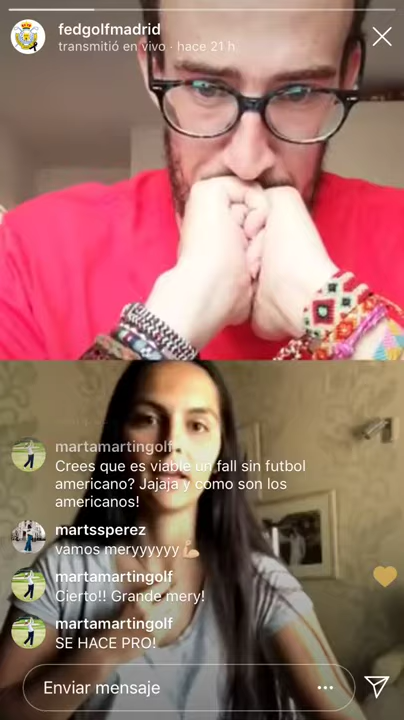 fedgolfmadrid
transmitió en vivo · hace 21 h
martamartingolf
Crees que es viable un fall sin futbol
americano? Jajaja y como son los
americanos!
martssperez
vamos meryyyyyy 💪🏻
martamartingolf
Cierto!! Grande mery!
martamartingolf
SE HACE PRO!
Enviar mensaje